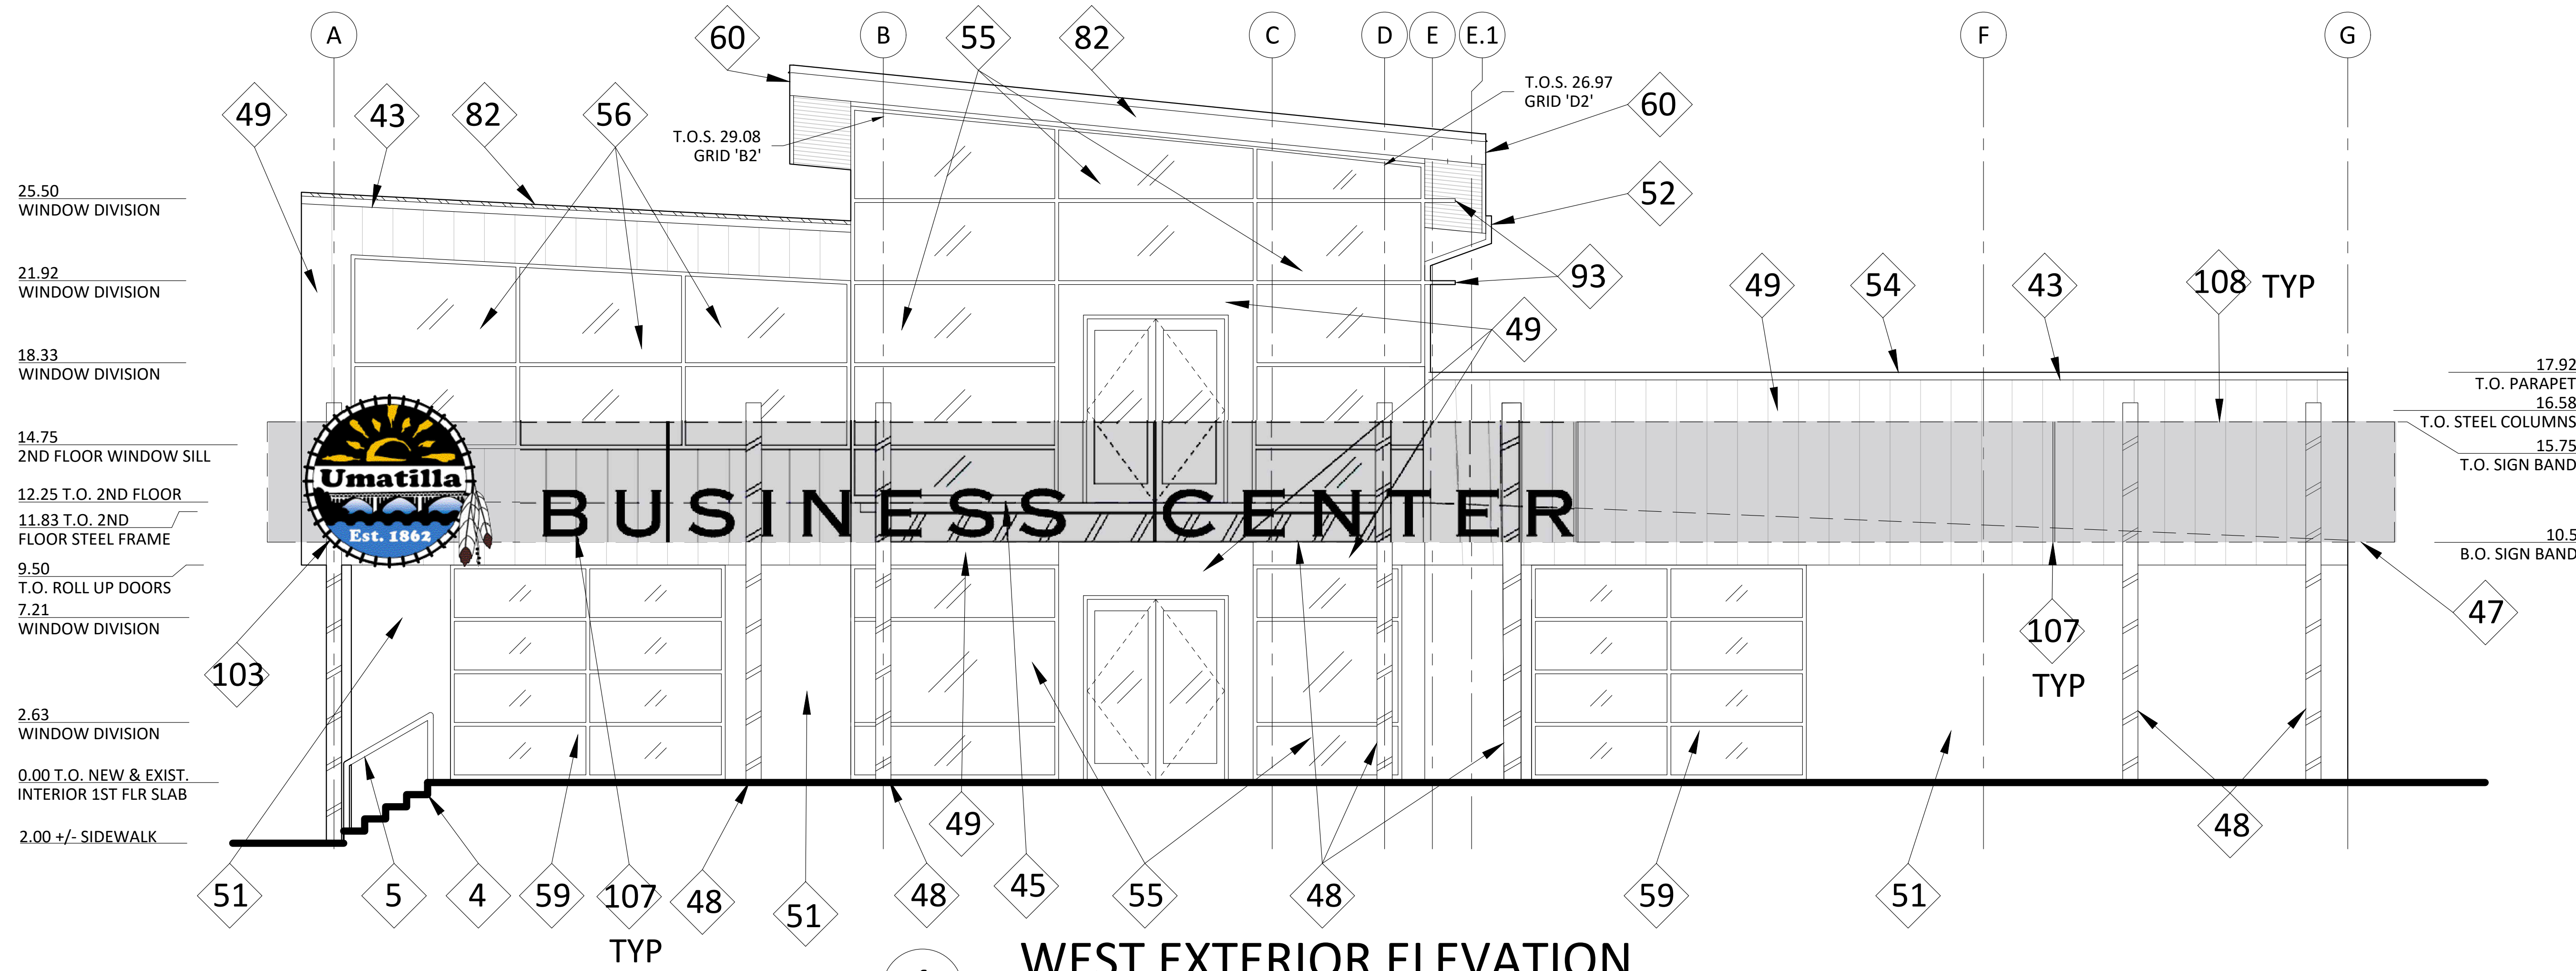 A
B
C
D
E
E.1
F
G
60
55
82
49
43
82
56
T.O.S. 29.08
GRID 'B2'
T.O.S. 26.97
GRID 'D2'
60
52
93
49
49
54
43
108 TYP
25.50
WINDOW DIVISION
21.92
WINDOW DIVISION
18.33
WINDOW DIVISION
14.75
2ND FLOOR WINDOW SILL
12.25 T.O. 2ND FLOOR
11.83 T.O. 2ND
FLOOR STEEL FRAME
9.50
T.O. ROLL UP DOORS
7.21
WINDOW DIVISION
2.63
WINDOW DIVISION
0.00 T.O. NEW & EXIST.
INTERIOR 1ST FLR SLAB
2.00 +/- SIDEWALK
Umatilla
Est. 1862
BUSINESS CENTER
17.92
T.O. PARAPET
16.58
T.O. STEEL COLUMNS
15.75
T.O. SIGN BAND
10.5
B.O. SIGN BAND
47
107
TYP
103
48
49
51
5
4
59
107
TYP
48
51
48
45
55
48
59
51
WEST EXTERIOR ELEVATION